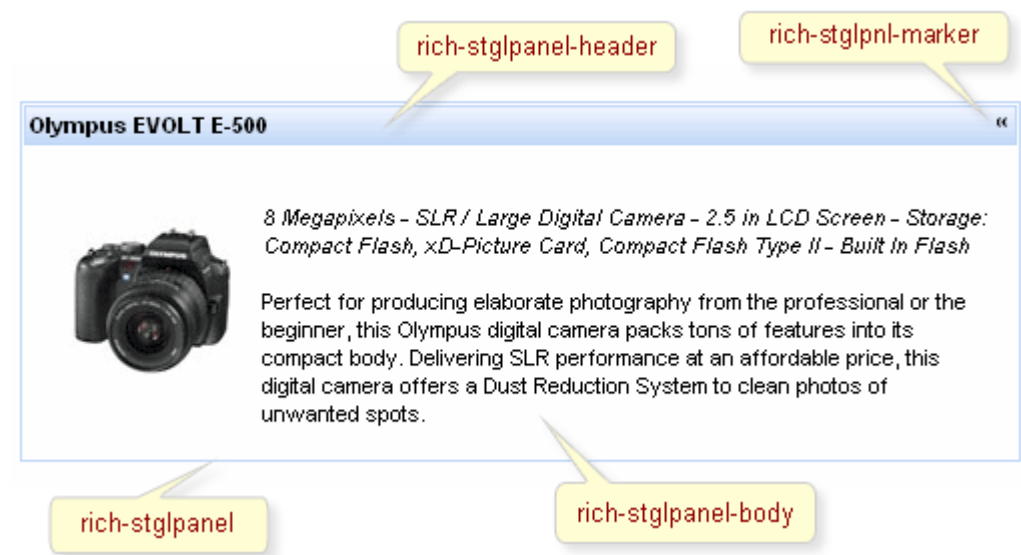 rich-stglpanel-header
rich-stglpnl-marker
Olympus EVOLT E-500 «
8 Megapixels - SLR / Large Digital Camera - 2.5 in LCD Screen - Storage:
Compact Flash, xD-Picture Card, Compact Flash Type II - Built In Flash
Perfect for producing elaborate photography from the professional or the
beginner, this Olympus digital camera packs tons of features into its
compact body. Delivering SLR performance at an affordable price, this
digital camera offers a Dust Reduction System to clean photos of
unwanted spots.
OLYMPUS
rich-stglpanel
rich-stglpanel-body